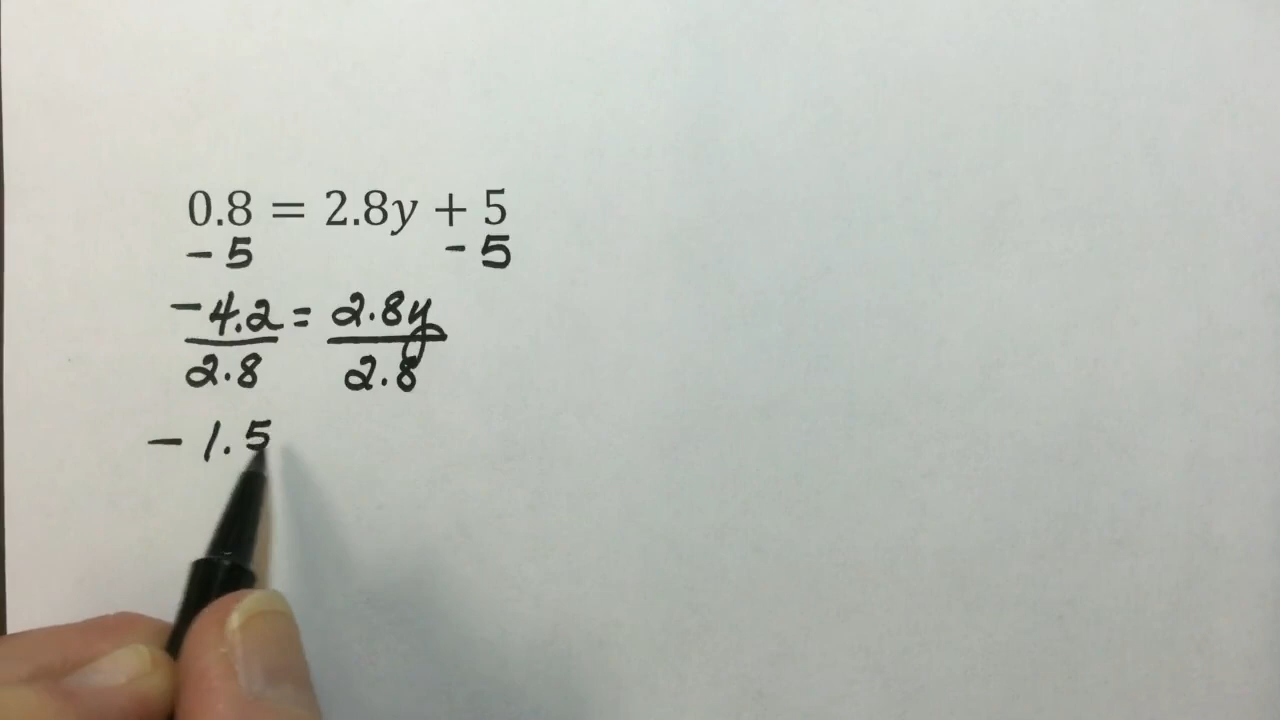 0.8 = 2.8y + 5
- 5 - 5
-4.2 = 2.8y
2.8 2.8
- 1.5